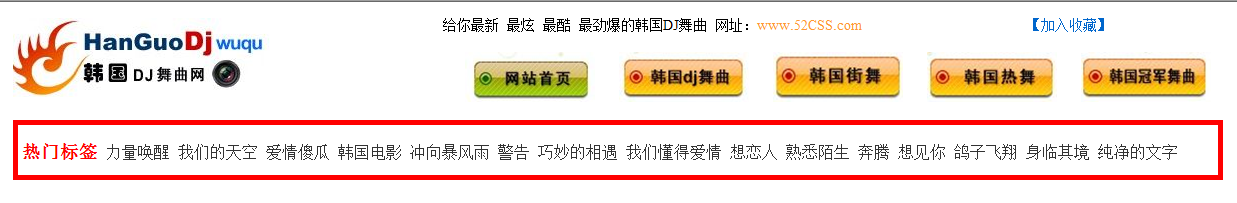 给你最新 最炫 最酷 最劲爆的韩国DJ舞曲 网址：www.52CSS.com 【加入收藏】
HanGuoDj wuqu
韩国 DJ舞曲网
网站首页 韩国dj舞曲 韩国街舞 韩国热舞 韩国冠军舞曲
热门标签 力量唤醒 我们的天空 爱情傻瓜 韩国电影 冲向暴风雨 警告 巧妙的相遇 我们懂得爱情 想恋人 熟悉陌生 奔腾 想见你 鸽子飞翔 身临其境 纯净的文字